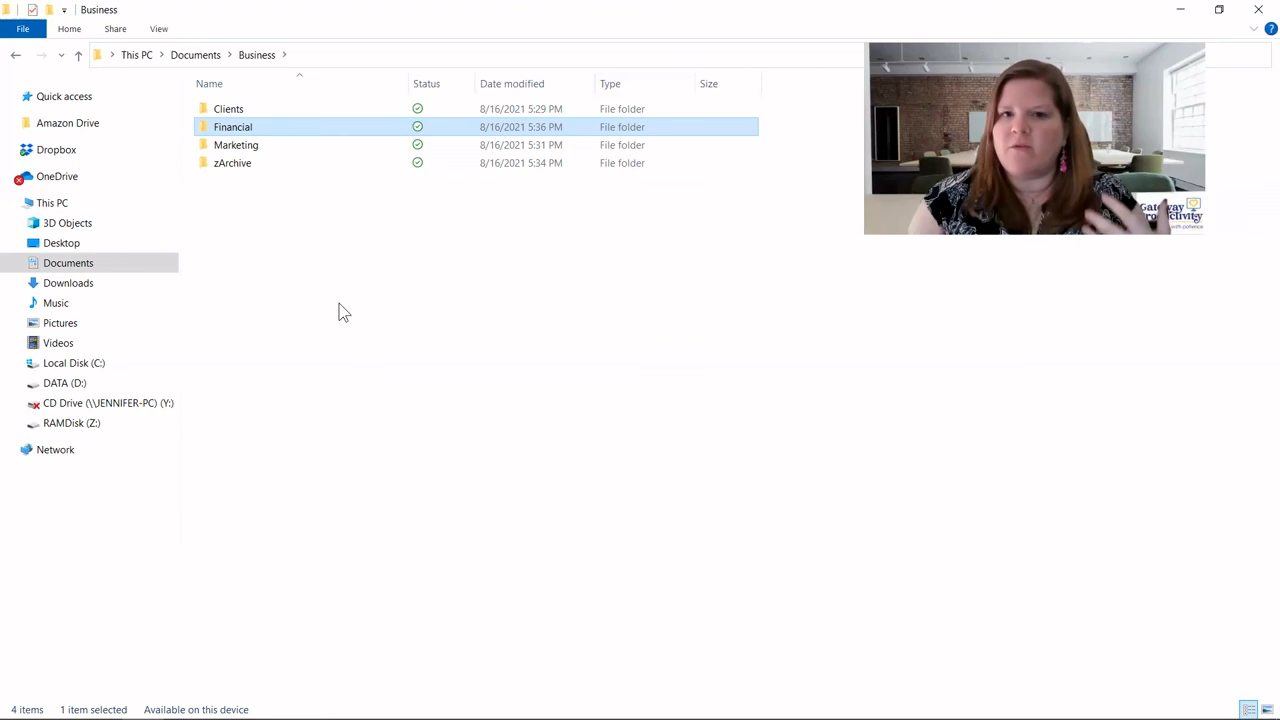 Business
File Home Share View
This PC Documents Business
Name Status Date modified Type Size
Clients 8/16/2021 5:29 PM File folder
Financial 8/16/2021 5:36 PM File folder
Marketing 8/16/2021 5:31 PM File folder
zArchive 8/16/2021 5:34 PM File folder
Quick access
Amazon Drive
Dropbox
OneDrive
This PC
3D Objects
Desktop
Documents
Downloads
Music
Pictures
Videos
Local Disk (C:)
DATA (D:)
CD Drive (\\JENNIFER-PC) (Y:)
RAMDisk (Z:)
Network
with patience
4 items 1 item selected Available on this device